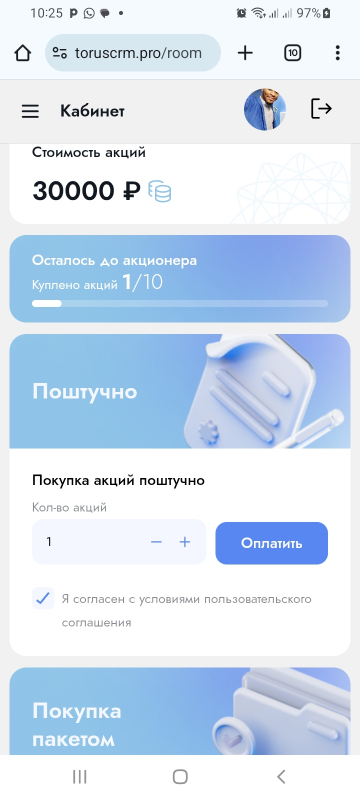 10:25
97%
toruscrm.pro/room
10
Кабинет
Стоимость акций
30000 ₽
Осталось до акционера
Куплено акций 1/10
Поштучно
Покупка акций поштучно
Кол-во акций
1
Оплатить
Я согласен с условиями пользовательского
соглашения
Покупка
пакетом